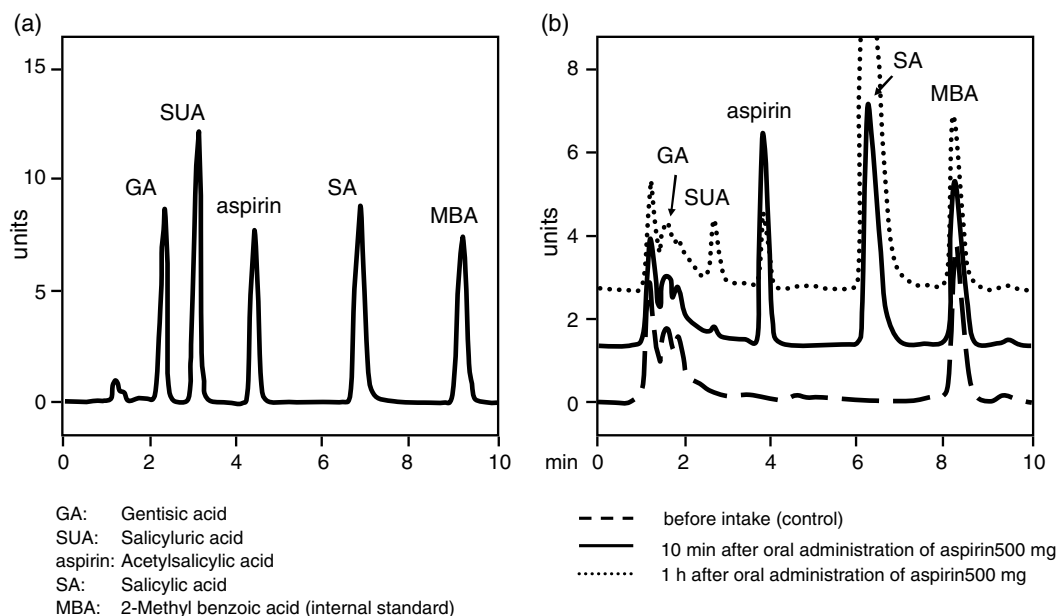 (a)
15
10
5
0
units
GA
SUA
aspirin
SA
MBA
0 2 4 6 8 10
min
GA: Gentisic acid
SUA: Salicyluric acid
aspirin: Acetylsalicylic acid
SA: Salicylic acid
MBA: 2-Methyl benzoic acid (internal standard)
(b)
8
6
4
2
0
units
GA
SUA
aspirin
SA
MBA
0 2 4 6 8 10
before intake (control)
10 min after oral administration of aspirin500 mg
1 h after oral administration of aspirin500 mg